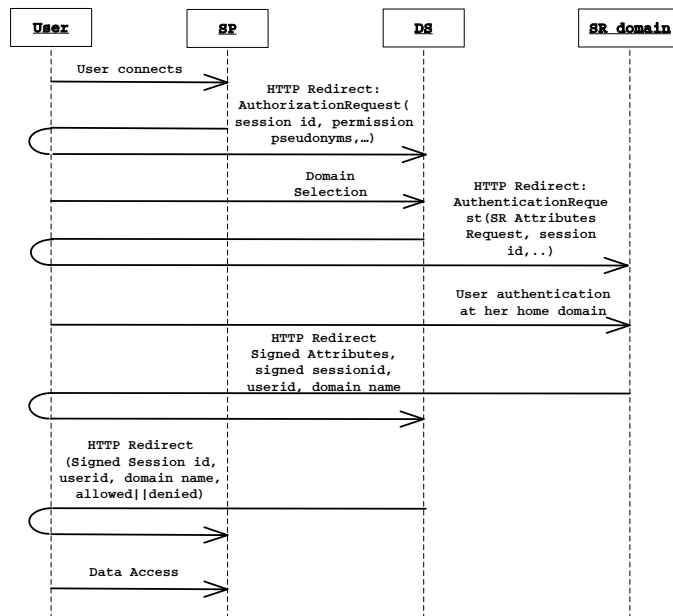 User
SP
DS
SR domain
User connects
HTTP Redirect:
AuthorizationRequest(
session id, permission
pseudonyms,…)
Domain
Selection
HTTP Redirect:
AuthenticationReque
st(SR Attributes
Request, session
id,..)
User authentication
at her home domain
HTTP Redirect
Signed Attributes,
signed sessionid,
userid, domain name
HTTP Redirect
(Signed Session id,
userid, domain name,
allowed||denied)
Data Access